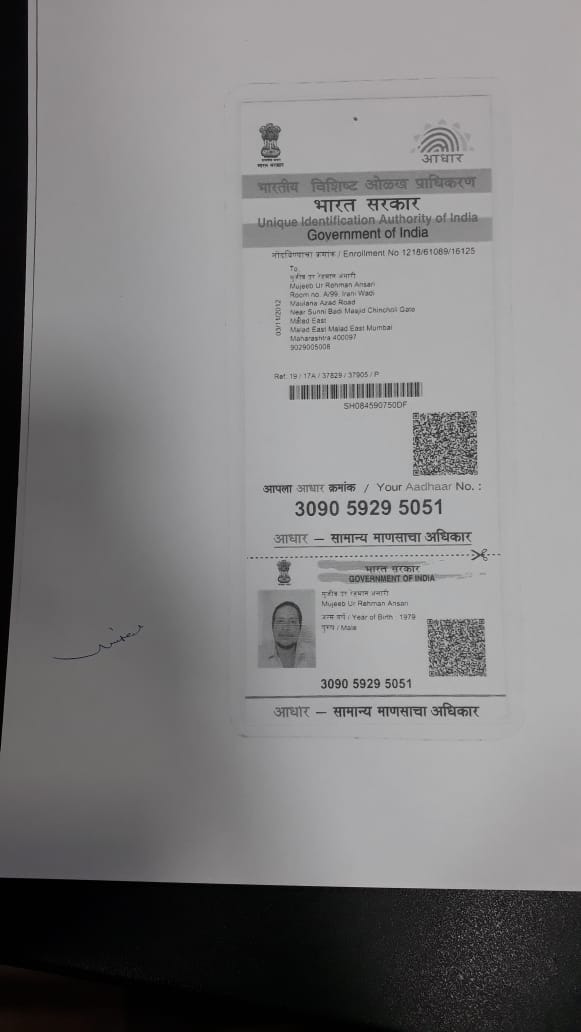 भारत सरकार
आधार
भारतीय विशिष्ट ओळख प्राधिकरण
भारत सरकार
Unique Identification Authority of India
Government of India
नोंदविण्याचा क्रमांक / Enrollment No 1218/61089/16125
To,
मुजीब उर रेहमान अन्सारी
Mujeeb Ur Rehman Ansari
Room no. A/99, Irani Wadi
Maulana Azad Road
Near Sunni Badi Masjid Chincholi Gate
Malad East
Malad East Malad East Mumbai
Maharashtra 400097
9029005008
03/11/2012
Ref: 19 / 17A / 37829 / 37905 / P
SH084590750DF
आपला आधार क्रमांक / Your Aadhaar No. :
3090 5929 5051
आधार — सामान्य माणसाचा अधिकार
भारत सरकार
GOVERNMENT OF INDIA
मुजीब उर रेहमान अन्सारी
Mujeeb Ur Rehman Ansari
जन्म वर्ष / Year of Birth : 1979
पुरुष / Male
3090 5929 5051
आधार — सामान्य माणसाचा अधिकार